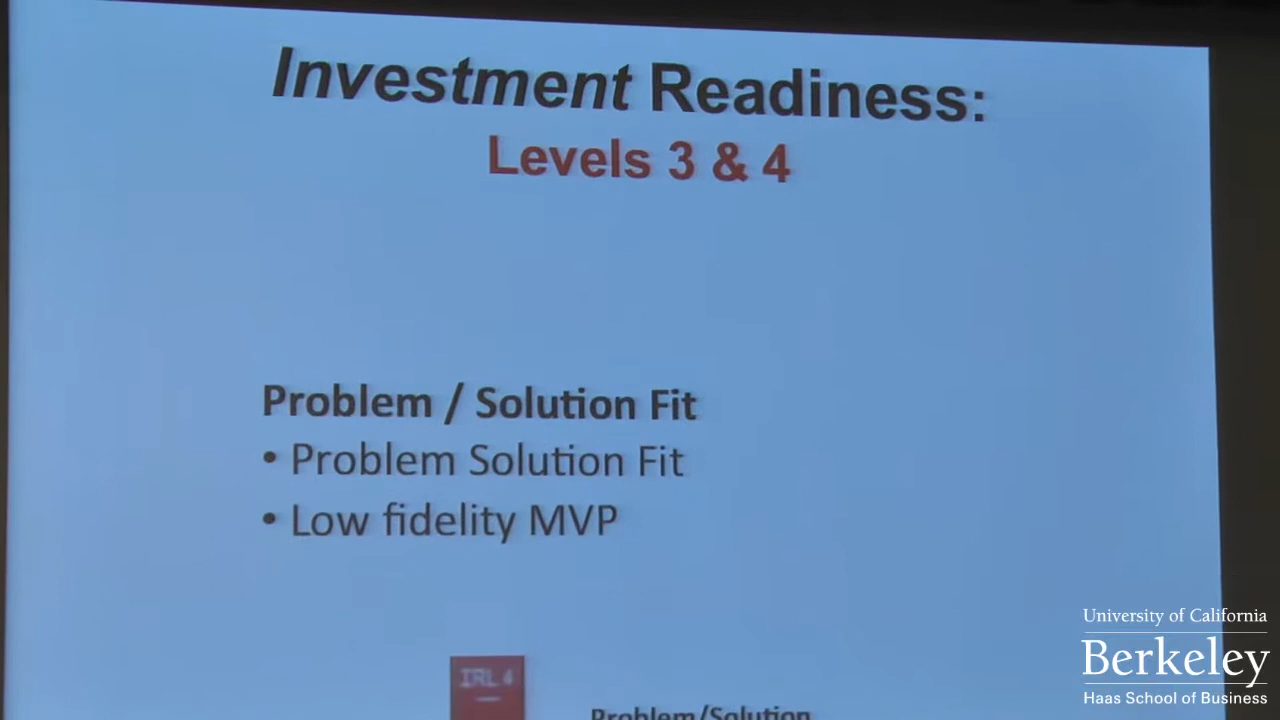 Investment Readiness:
Levels 3 & 4
Problem / Solution Fit
• Problem Solution Fit
• Low fidelity MVP
IRL 4
Problem/Solution
University of California
Berkeley
Haas School of Business